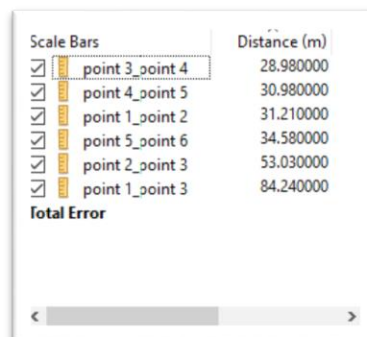 Scale Bars Distance (m)
point 3_point 4 28.980000
point 4_point 5 30.980000
point 1_point 2 31.210000
point 5_point 6 34.580000
point 2_point 3 53.030000
point 1_point 3 84.240000
Total Error